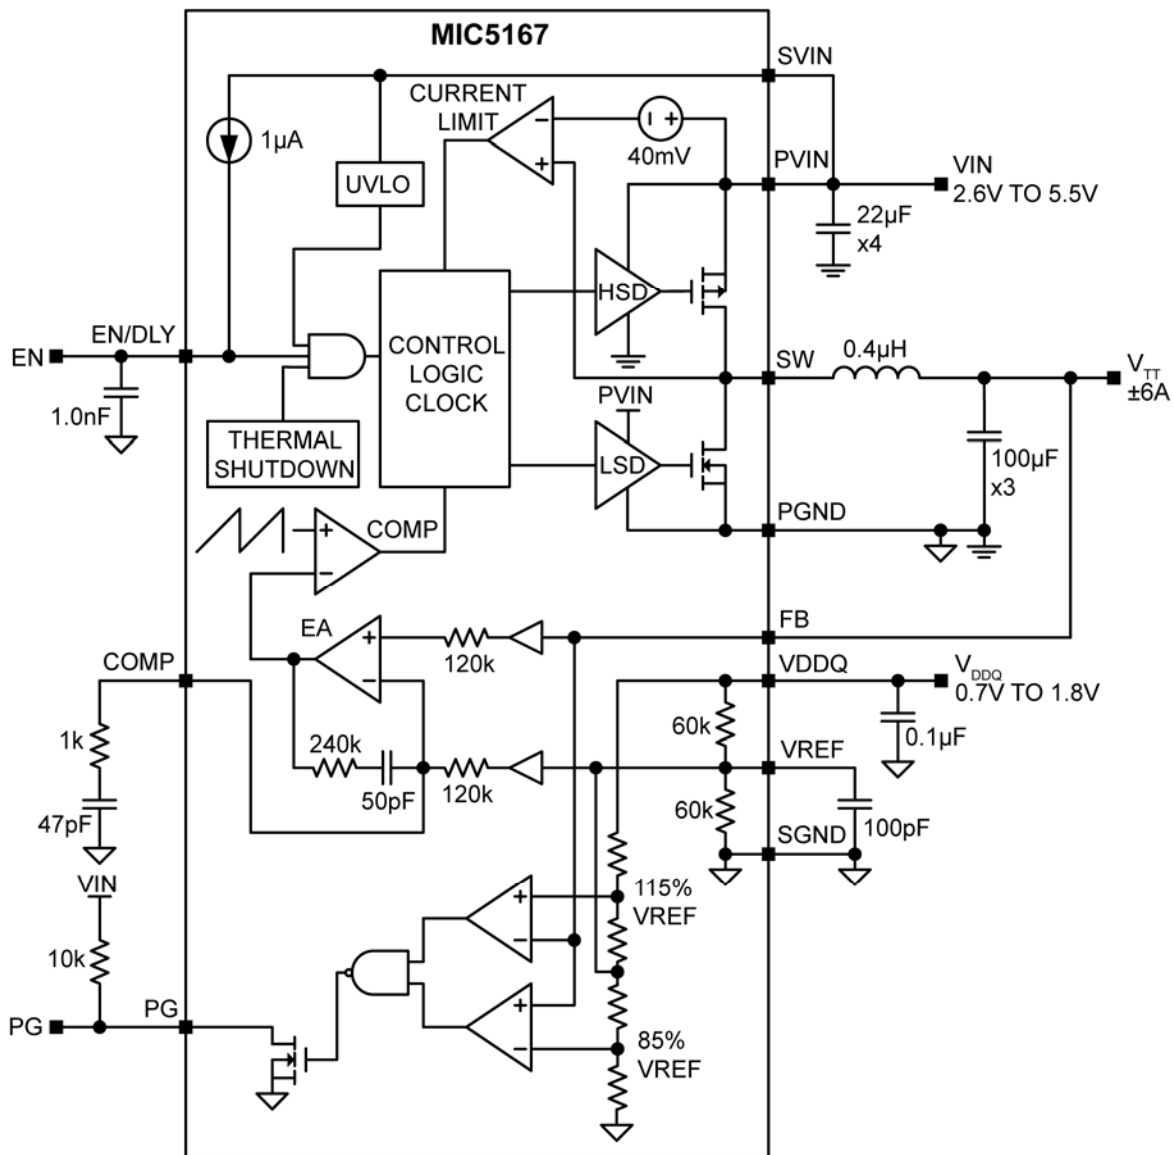 MIC5167
SVIN
CURRENT
LIMIT
1µA
40mV
PVIN
VIN
2.6V TO 5.5V
UVLO
22µF
x4
HSD
EN/DLY
EN
CONTROL
LOGIC
CLOCK
SW
0.4µH
VTT
±6A
1.0nF
PVIN
THERMAL
SHUTDOWN
LSD
100µF
x3
PGND
COMP
EA
FB
120k
COMP
VDDQ
VDDQ
0.7V TO 1.8V
60k
0.1µF
1k
240k
VREF
50pF
120k
60k
47pF
100pF
SGND
VIN
115%
VREF
10k
PG
PG
85%
VREF